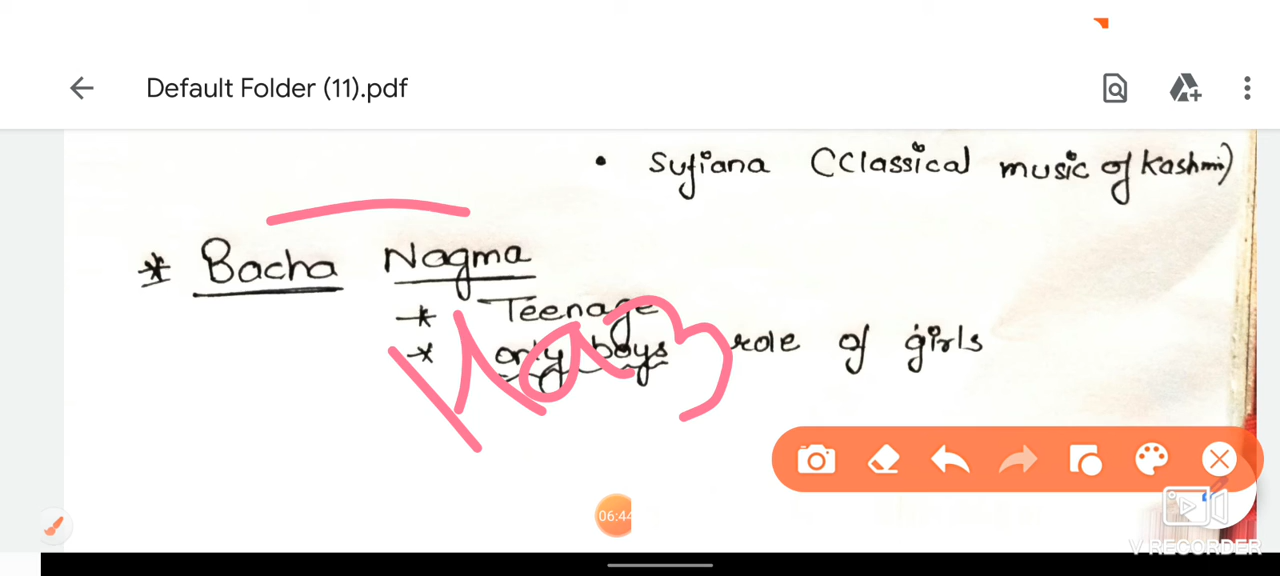 Default Folder (11).pdf
• Sufiana (Classical music of Kashmir)
* Bacha Nagma
* Teenage
* only boys role of girls
06:44
V RECORDER